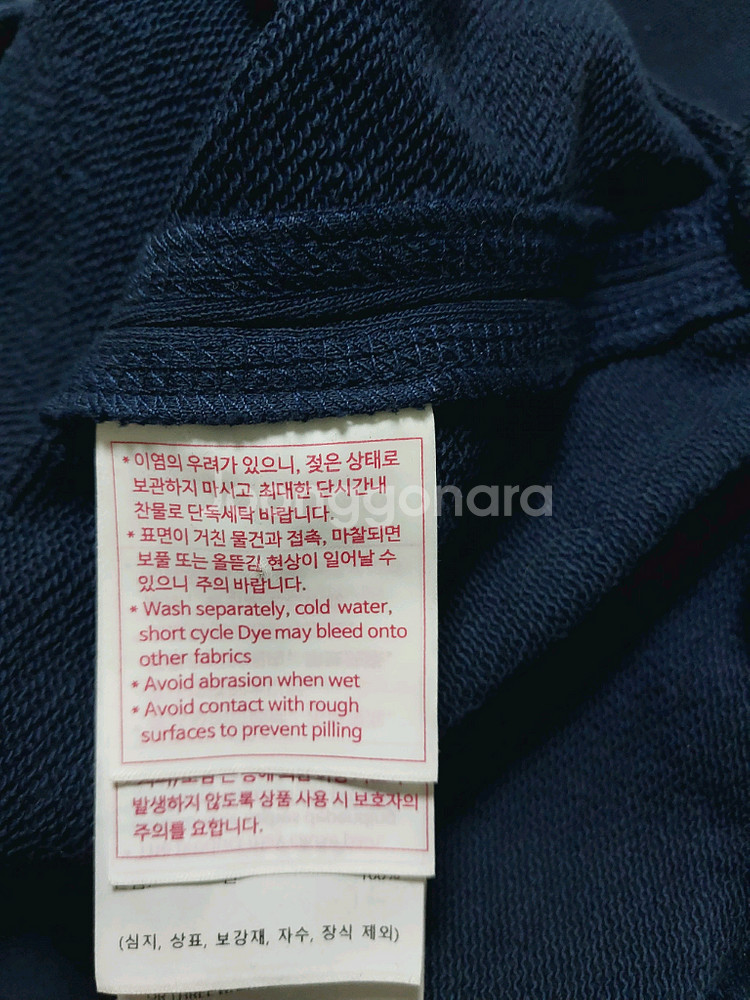 * 이염의 우려가 있으니, 젖은 상태로
보관하지 마시고 최대한 단시간내
찬물로 단독세탁 바랍니다.
* 표면이 거친 물건과 접촉, 마찰되면
보풀 또는 올뜯김 현상이 일어날 수
있으니 주의 바랍니다.
* Wash separately, cold water,
short cycle Dye may bleed onto
other fabrics
* Avoid abrasion when wet
* Avoid contact with rough
surfaces to prevent pilling
발생하지 않도록 상품 사용 시 보호자의
주의를 요합니다.
100%
(심지, 상표, 보강재, 자수, 장식 제외)
joonggonara